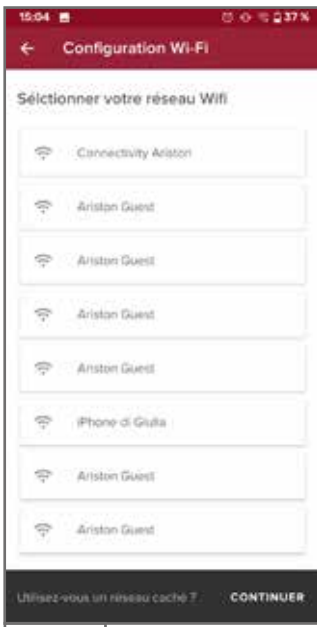 15:04 37%
Configuration Wi-Fi
Sélctionner votre réseau Wifi
Connectivity Ariston
Ariston Guest
Ariston Guest
Ariston Guest
Ariston Guest
iPhone di Giulia
Ariston Guest
Ariston Guest
Utilisez-vous un réseau caché ? CONTINUER